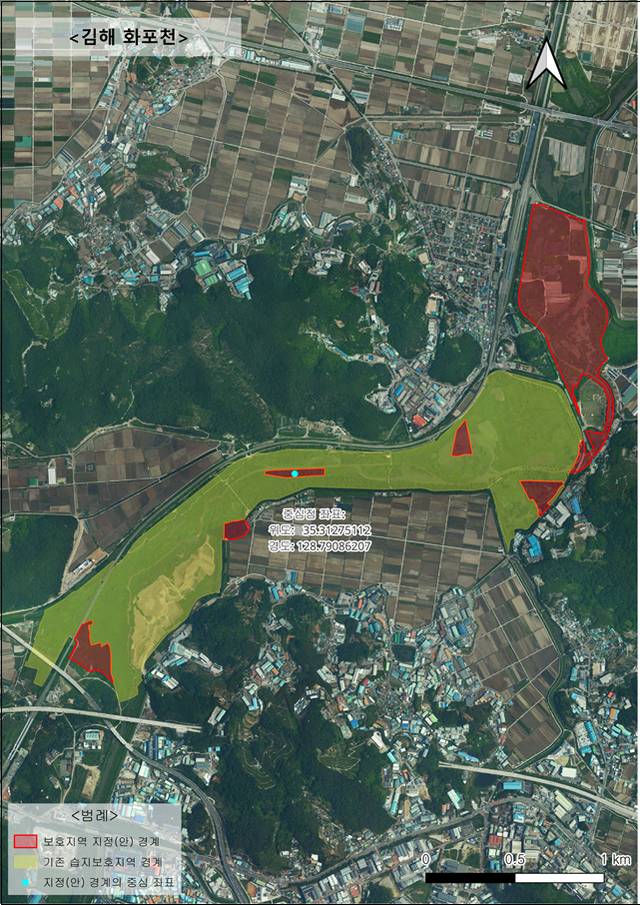 <김해 화포천>
중심점 좌표:
위도: 35.31275112
경도: 128.79086207
<범례>
보호지역 지정(안) 경계
기존 습지보호지역 경계
지정(안) 경계의 중심 좌표
0 0.5 1 km